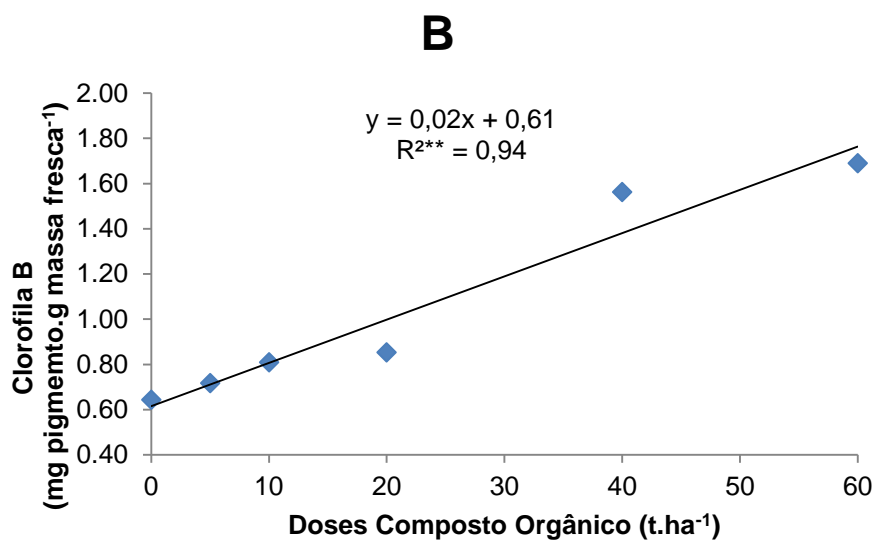 B
y = 0,02x + 0,61
R²** = 0,94
2.00
1.80
1.60
1.40
1.20
1.00
0.80
0.60
0.40
Clorofila B
(mg pigmemto.g massa fresca⁻¹)
0 10 20 30 40 50 60
Doses Composto Orgânico (t.ha⁻¹)